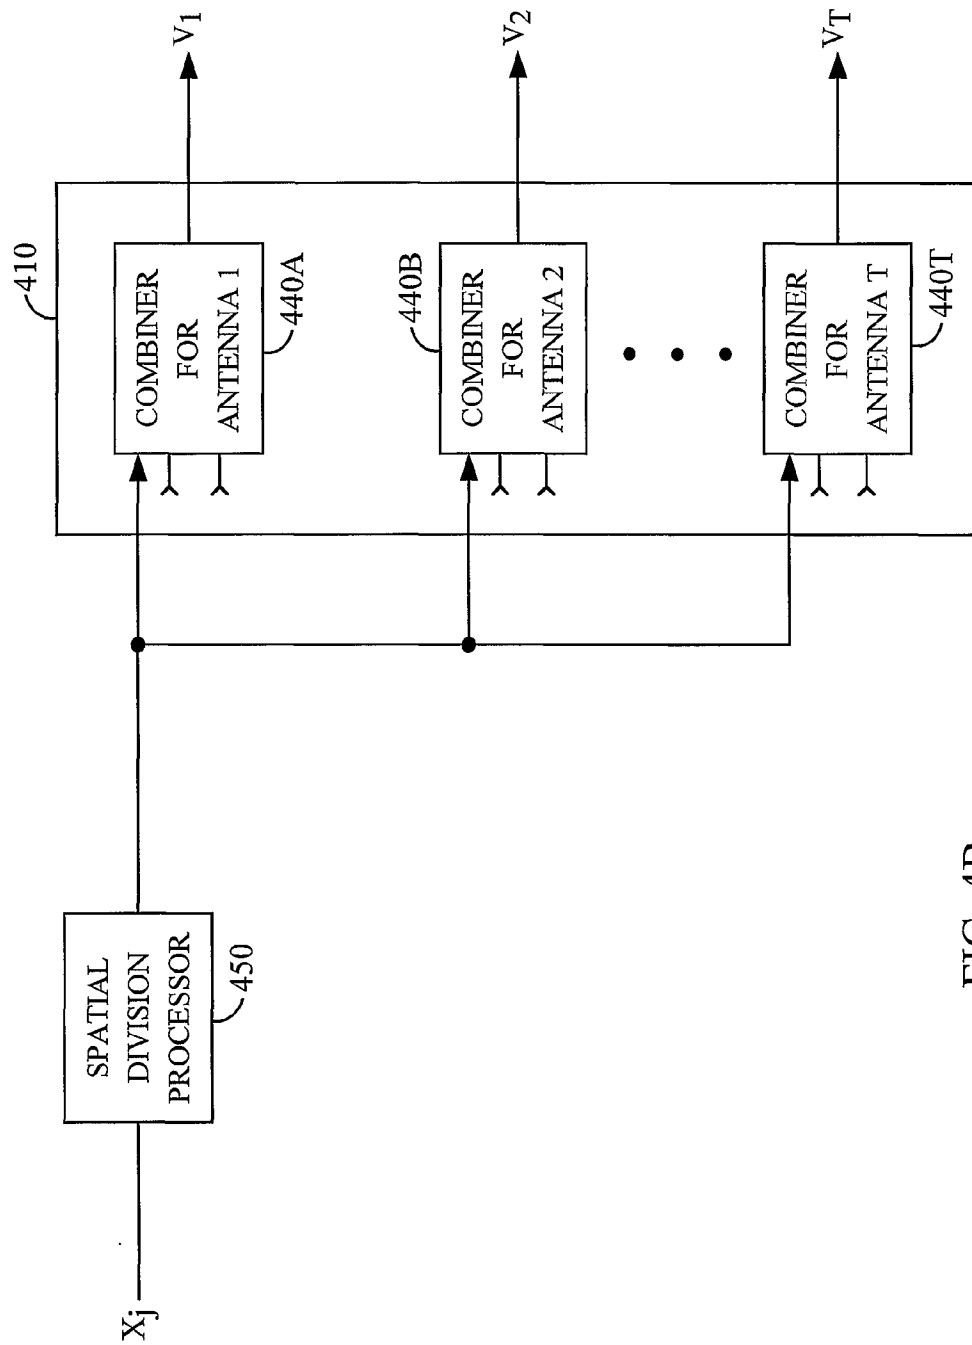 X_j
SPATIAL
DIVISION
PROCESSOR
450
410
COMBINER
FOR
ANTENNA 1
440A
V_1
COMBINER
FOR
ANTENNA 2
440B
V_2
COMBINER
FOR
ANTENNA T
440T
V_T